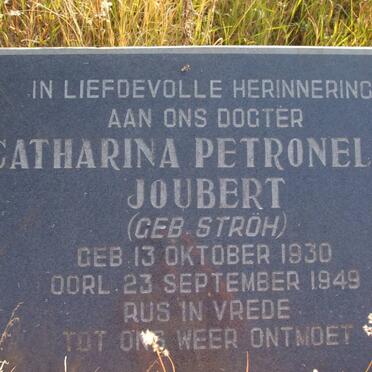 IN LIEFDEVOLLE HERINNERING
AAN ONS DOGTER
CATHARINA PETRONEL
JOUBERT
(GEB. STRÖH)
GEB. 13 OKTOBER 1930
OORL. 23 SEPTEMBER 1949
RUS IN VREDE
TOT ONS WEER ONTMOET